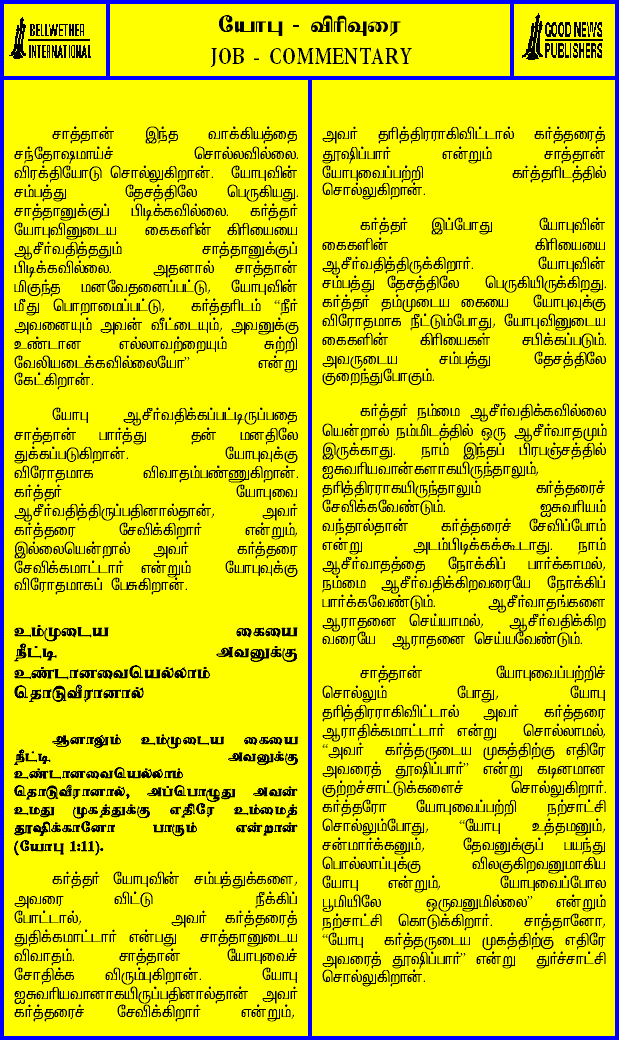 BELLWETHER
INTERNATIONAL
யோபு - விரிவுரை
JOB - COMMENTARY
GOOD NEWS
PUBLISHERS
சாத்தான் இந்த வாக்கியத்தை
சந்தோஷமாய்ச் சொல்லவில்லை.
விரக்தியோடு சொல்லுகிறான். யோபுவின்
சம்பத்து தேசத்திலே பெருகியது.
சாத்தானுக்குப் பிடிக்கவில்லை. கர்த்தர்
யோபுவினுடைய கைகளின் கிரியையை
ஆசீர்வதித்ததும் சாத்தானுக்குப்
பிடிக்கவில்லை. அதனால் சாத்தான்
மிகுந்த மனவேதனைப்பட்டு, யோபுவின்
மீது பொறாமைப்பட்டு, கர்த்தரிடம் “நீர்
அவனையும் அவன் வீட்டையும், அவனுக்கு
உண்டான எல்லாவற்றையும் சுற்றி
வேலியடைக்கவில்லையோ” என்று
கேட்கிறான்.
யோபு ஆசீர்வதிக்கப்பட்டிருப்பதை
சாத்தான் பார்த்து தன் மனதிலே
துக்கப்படுகிறான். யோபுவுக்கு
விரோதமாக விவாதம்பண்ணுகிறான்.
கர்த்தர் யோபுவை
ஆசீர்வதித்திருப்பதினால்தான், அவர்
கர்த்தரை சேவிக்கிறார் என்றும்,
இல்லையென்றால் அவர் கர்த்தரை
சேவிக்கமாட்டார் என்றும் யோபுவுக்கு
விரோதமாகப் பேசுகிறான்.
உம்முடைய கையை
நீட்டி அவனுக்கு
உண்டானவையெல்லாம்
தொடுவீரானால்
ஆனாலும் உம்முடைய கையை
நீட்டி அவனுக்கு
உண்டானவையெல்லாம்
தொடுவீரானால், அப்பொழுது அவன்
உமது முகத்துக்கு எதிரே உம்மைத்
தூஷிக்கானோ பாரும் என்றான்
(யோபு 1:11).
கர்த்தர் யோபுவின் சம்பத்துக்களை,
அவரை விட்டு நீக்கிப்
போட்டால், அவர் கர்த்தரைத்
துதிக்கமாட்டார் என்பது சாத்தானுடைய
விவாதம். சாத்தான் யோபுவைச்
சோதிக்க விரும்புகிறான். யோபு
ஐசுவரியவானாகயிருப்பதினால்தான் அவர்
கர்த்தரைச் சேவிக்கிறார் என்றும்,
அவர் தரித்திரராகிவிட்டால் கர்த்தரைத்
தூஷிப்பார் என்றும் சாத்தான்
யோபுவைப்பற்றி கர்த்தரிடத்தில்
சொல்லுகிறான்.
கர்த்தர் இப்போது யோபுவின்
கைகளின் கிரியையை
ஆசீர்வதித்திருக்கிறார். யோபுவின்
சம்பத்து தேசத்திலே பெருகியிருக்கிறது.
கர்த்தர் தம்முடைய கையை யோபுவுக்கு
விரோதமாக நீட்டும்போது, யோபுவினுடைய
கைகளின் கிரியைகள் சபிக்கப்படும்.
அவருடைய சம்பத்து தேசத்திலே
குறைந்துபோகும்.
கர்த்தர் நம்மை ஆசீர்வதிக்கவில்லை
யென்றால் நம்மிடத்தில் ஒரு ஆசீர்வாதமும்
இருக்காது. நாம் இந்தப் பிரபஞ்சத்தில்
ஐசுவரியவான்களாகயிருந்தாலும்,
தரித்திரராகயிருந்தாலும் கர்த்தரைச்
சேவிக்கவேண்டும். ஐசுவரியம்
வந்தால்தான் கர்த்தரைச் சேவிப்போம்
என்று அடம்பிடிக்கக்கூடாது. நாம்
ஆசீர்வாதத்தை நோக்கிப் பார்க்காமல்,
நம்மை ஆசீர்வதிக்கிறவரையே நோக்கிப்
பார்க்கவேண்டும். ஆசீர்வாதங்களை
ஆராதனை செய்யாமல், ஆசீர்வதிக்கிற
வரையே ஆராதனை செய்யவேண்டும்.
சாத்தான் யோபுவைப்பற்றிச்
சொல்லும் போது, யோபு
தரித்திரராகிவிட்டால் அவர் கர்த்தரை
ஆராதிக்கமாட்டார் என்று சொல்லாமல்,
“அவர் கர்த்தருடைய முகத்திற்கு எதிரே
அவரைத் தூஷிப்பார்” என்று கடினமான
குற்றச்சாட்டுக்களைச் சொல்லுகிறார்.
கர்த்தரோ யோபுவைப்பற்றி நற்சாட்சி
சொல்லும்போது, “யோபு உத்தமனும்,
சன்மார்க்கனும், தேவனுக்குப் பயந்து
பொல்லாப்புக்கு விலகுகிறவனுமாகிய
யோபு என்றும், யோபுவைப்போல
பூமியிலே ஒருவனுமில்லை” என்றும்
நற்சாட்சி கொடுக்கிறார். சாத்தானோ,
“யோபு கர்த்தருடைய முகத்திற்கு எதிரே
அவரைத் தூஷிப்பார்” என்று துர்ச்சாட்சி
சொல்லுகிறான்.